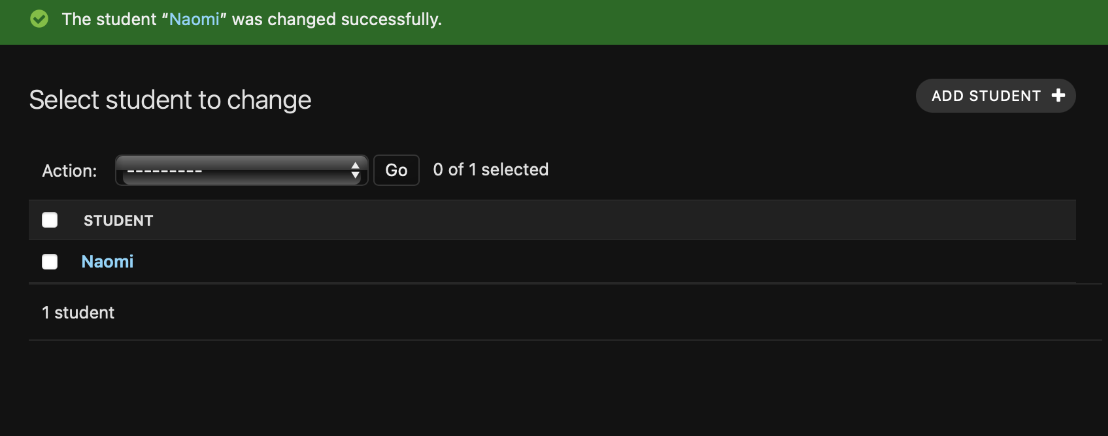 The student “Naomi” was changed successfully.
Select student to change
ADD STUDENT +
Action: --------- Go 0 of 1 selected
STUDENT
Naomi
1 student